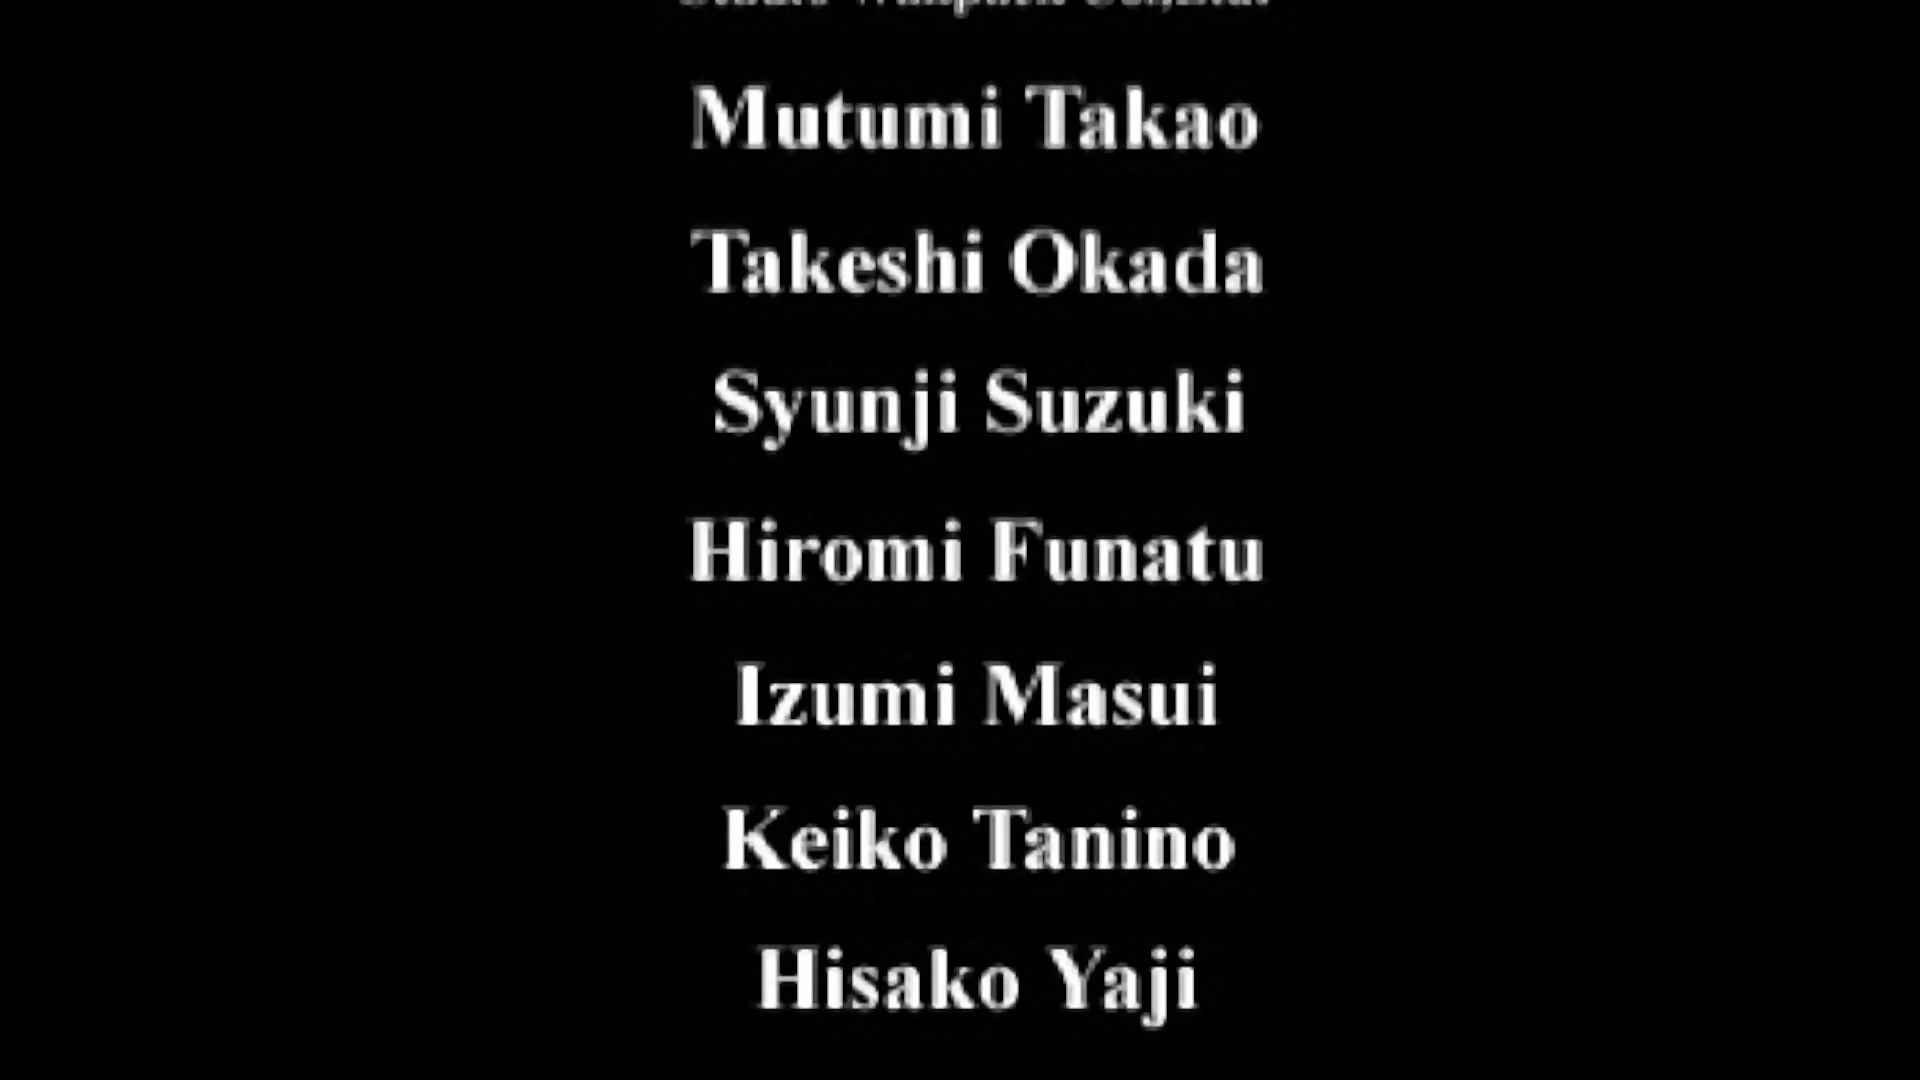 Mutumi Takao
Takeshi Okada
Syunji Suzuki
Hiromi Funatu
Izumi Masui
Keiko Tanino
Hisako Yaji